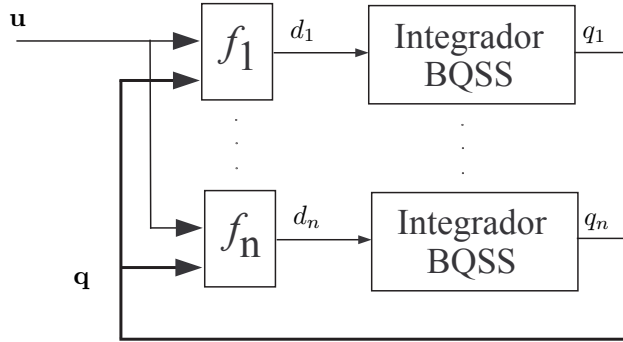 u
f1
d1
Integrador
BQSS
q1
fn
dn
Integrador
BQSS
qn
q